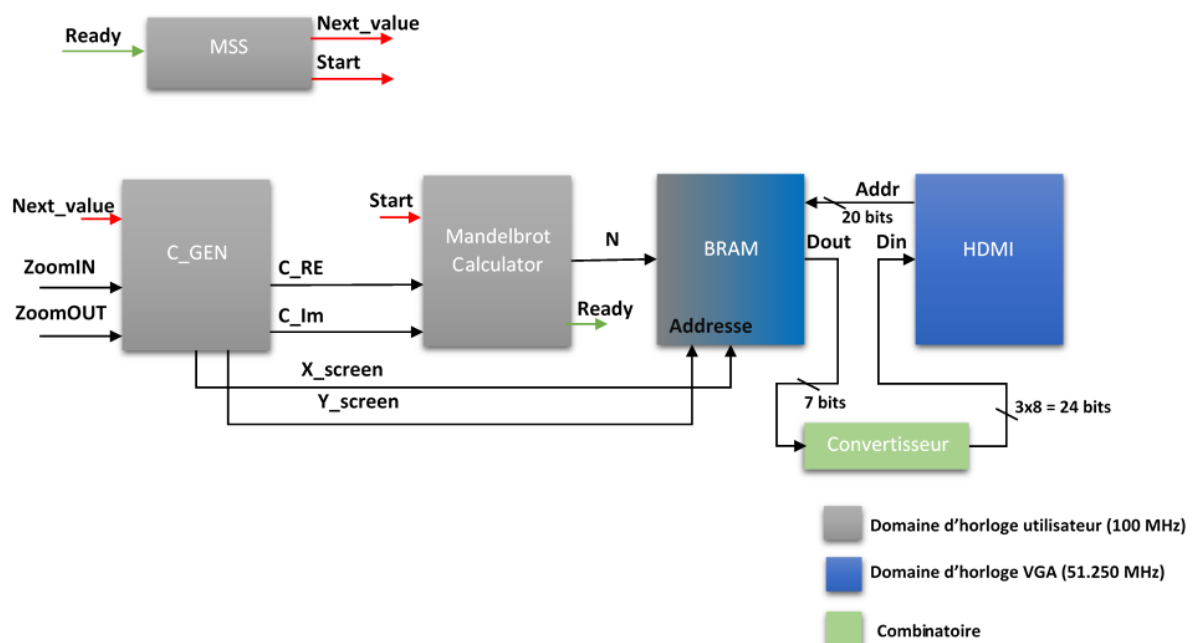 Next_value
Ready
MSS
Start
Next_value
Start
Addr
20 bits
Mandelbrot
Calculator
N
Dout
Din
C_GEN
BRAM
HDMI
ZoomIN
C_RE
ZoomOUT
C_Im
Ready
Addresse
X_screen
Y_screen
7 bits
3x8 = 24 bits
Convertisseur
Domaine d'horloge utilisateur (100 MHz)
Domaine d'horloge VGA (51.250 MHz)
Combinatoire